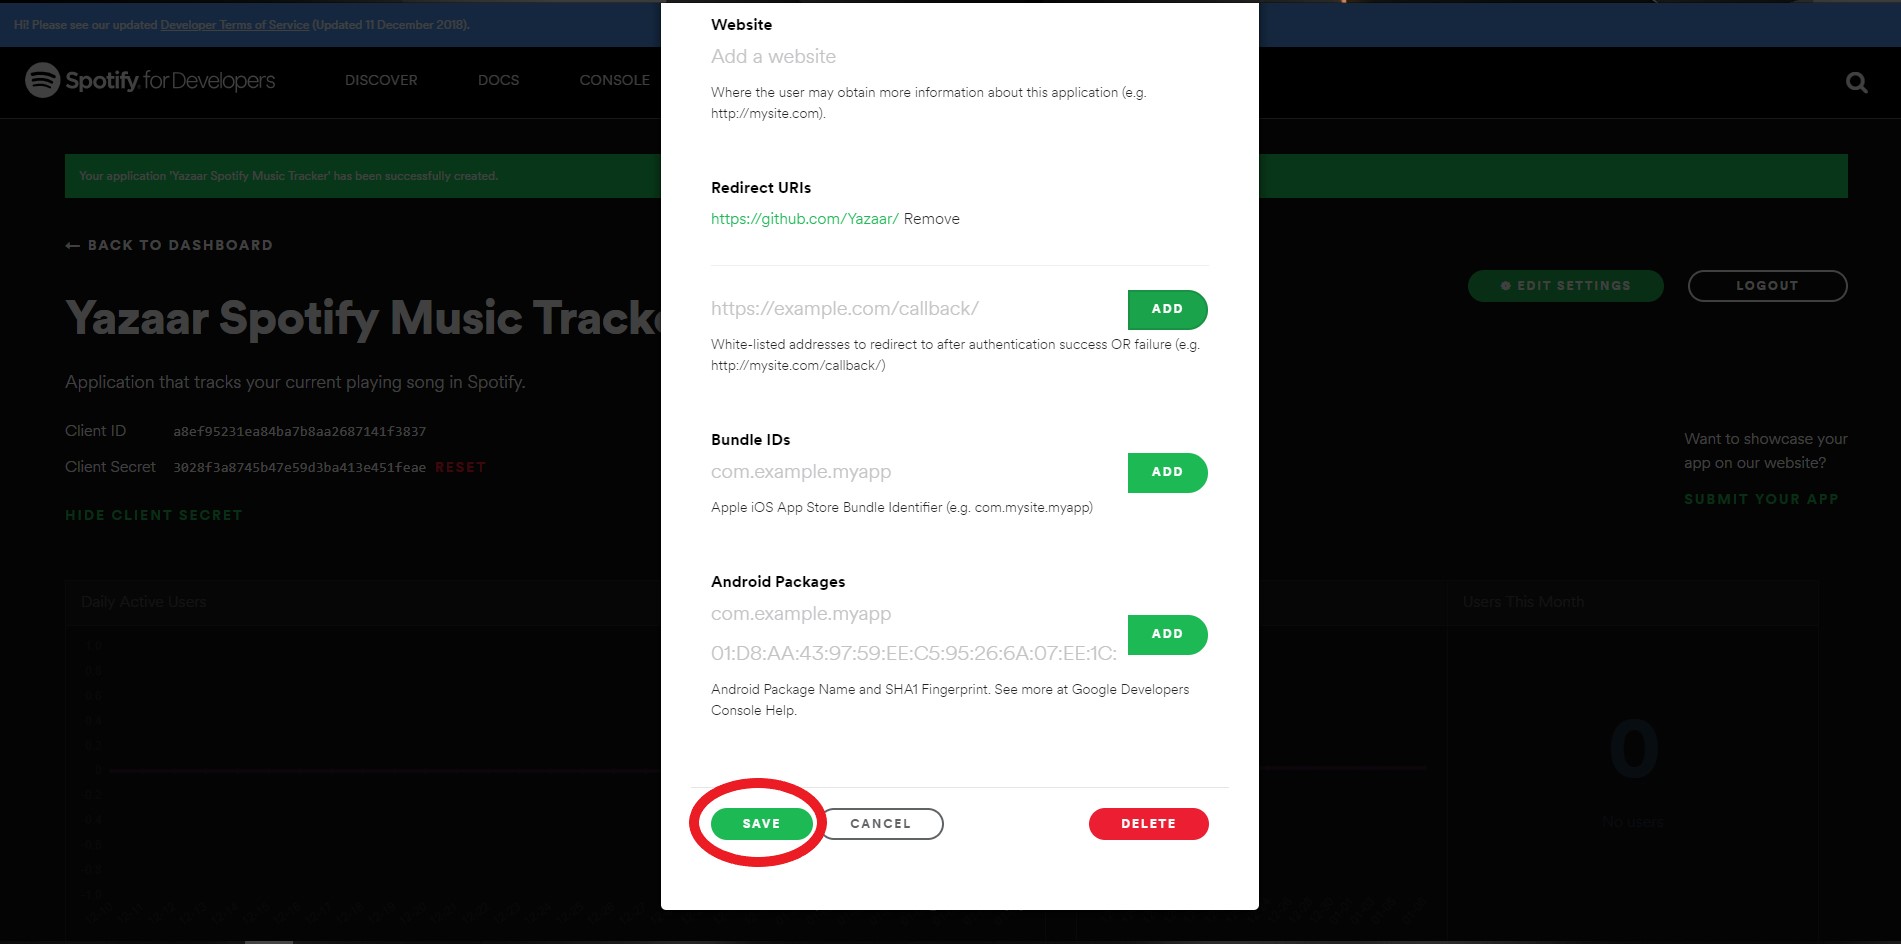 Hi! Please see our updated Developer Terms of Service (Updated 11 December 2018).
Spotify for Developers
DISCOVER
DOCS
CONSOLE
Your application 'Yazaar Spotify Music Tracker' has been successfully created.
← BACK TO DASHBOARD
Yazaar Spotify Music Tracke
EDIT SETTINGS
LOGOUT
Application that tracks your current playing song in Spotify.
Client ID a8ef95231ea84ba7b8aa2687141f3837
Client Secret 3028f3a8745b47e59d3ba413e451feae RESET
HIDE CLIENT SECRET
Want to showcase your
app on our website?
SUBMIT YOUR APP
Daily Active Users
Users This Month
0
No users
Website
Add a website
Where the user may obtain more information about this application (e.g.
http://mysite.com).
Redirect URIs
https://github.com/Yazaar/ Remove
https://example.com/callback/
ADD
White-listed addresses to redirect to after authentication success OR failure (e.g.
http://mysite.com/callback/)
Bundle IDs
com.example.myapp
ADD
Apple iOS App Store Bundle Identifier (e.g. com.mysite.myapp)
Android Packages
com.example.myapp
ADD
01:D8:AA:43:97:59:EE:C5:95:26:6A:07:EE:1C:
Android Package Name and SHA1 Fingerprint. See more at Google Developers
Console Help.
SAVE
CANCEL
DELETE